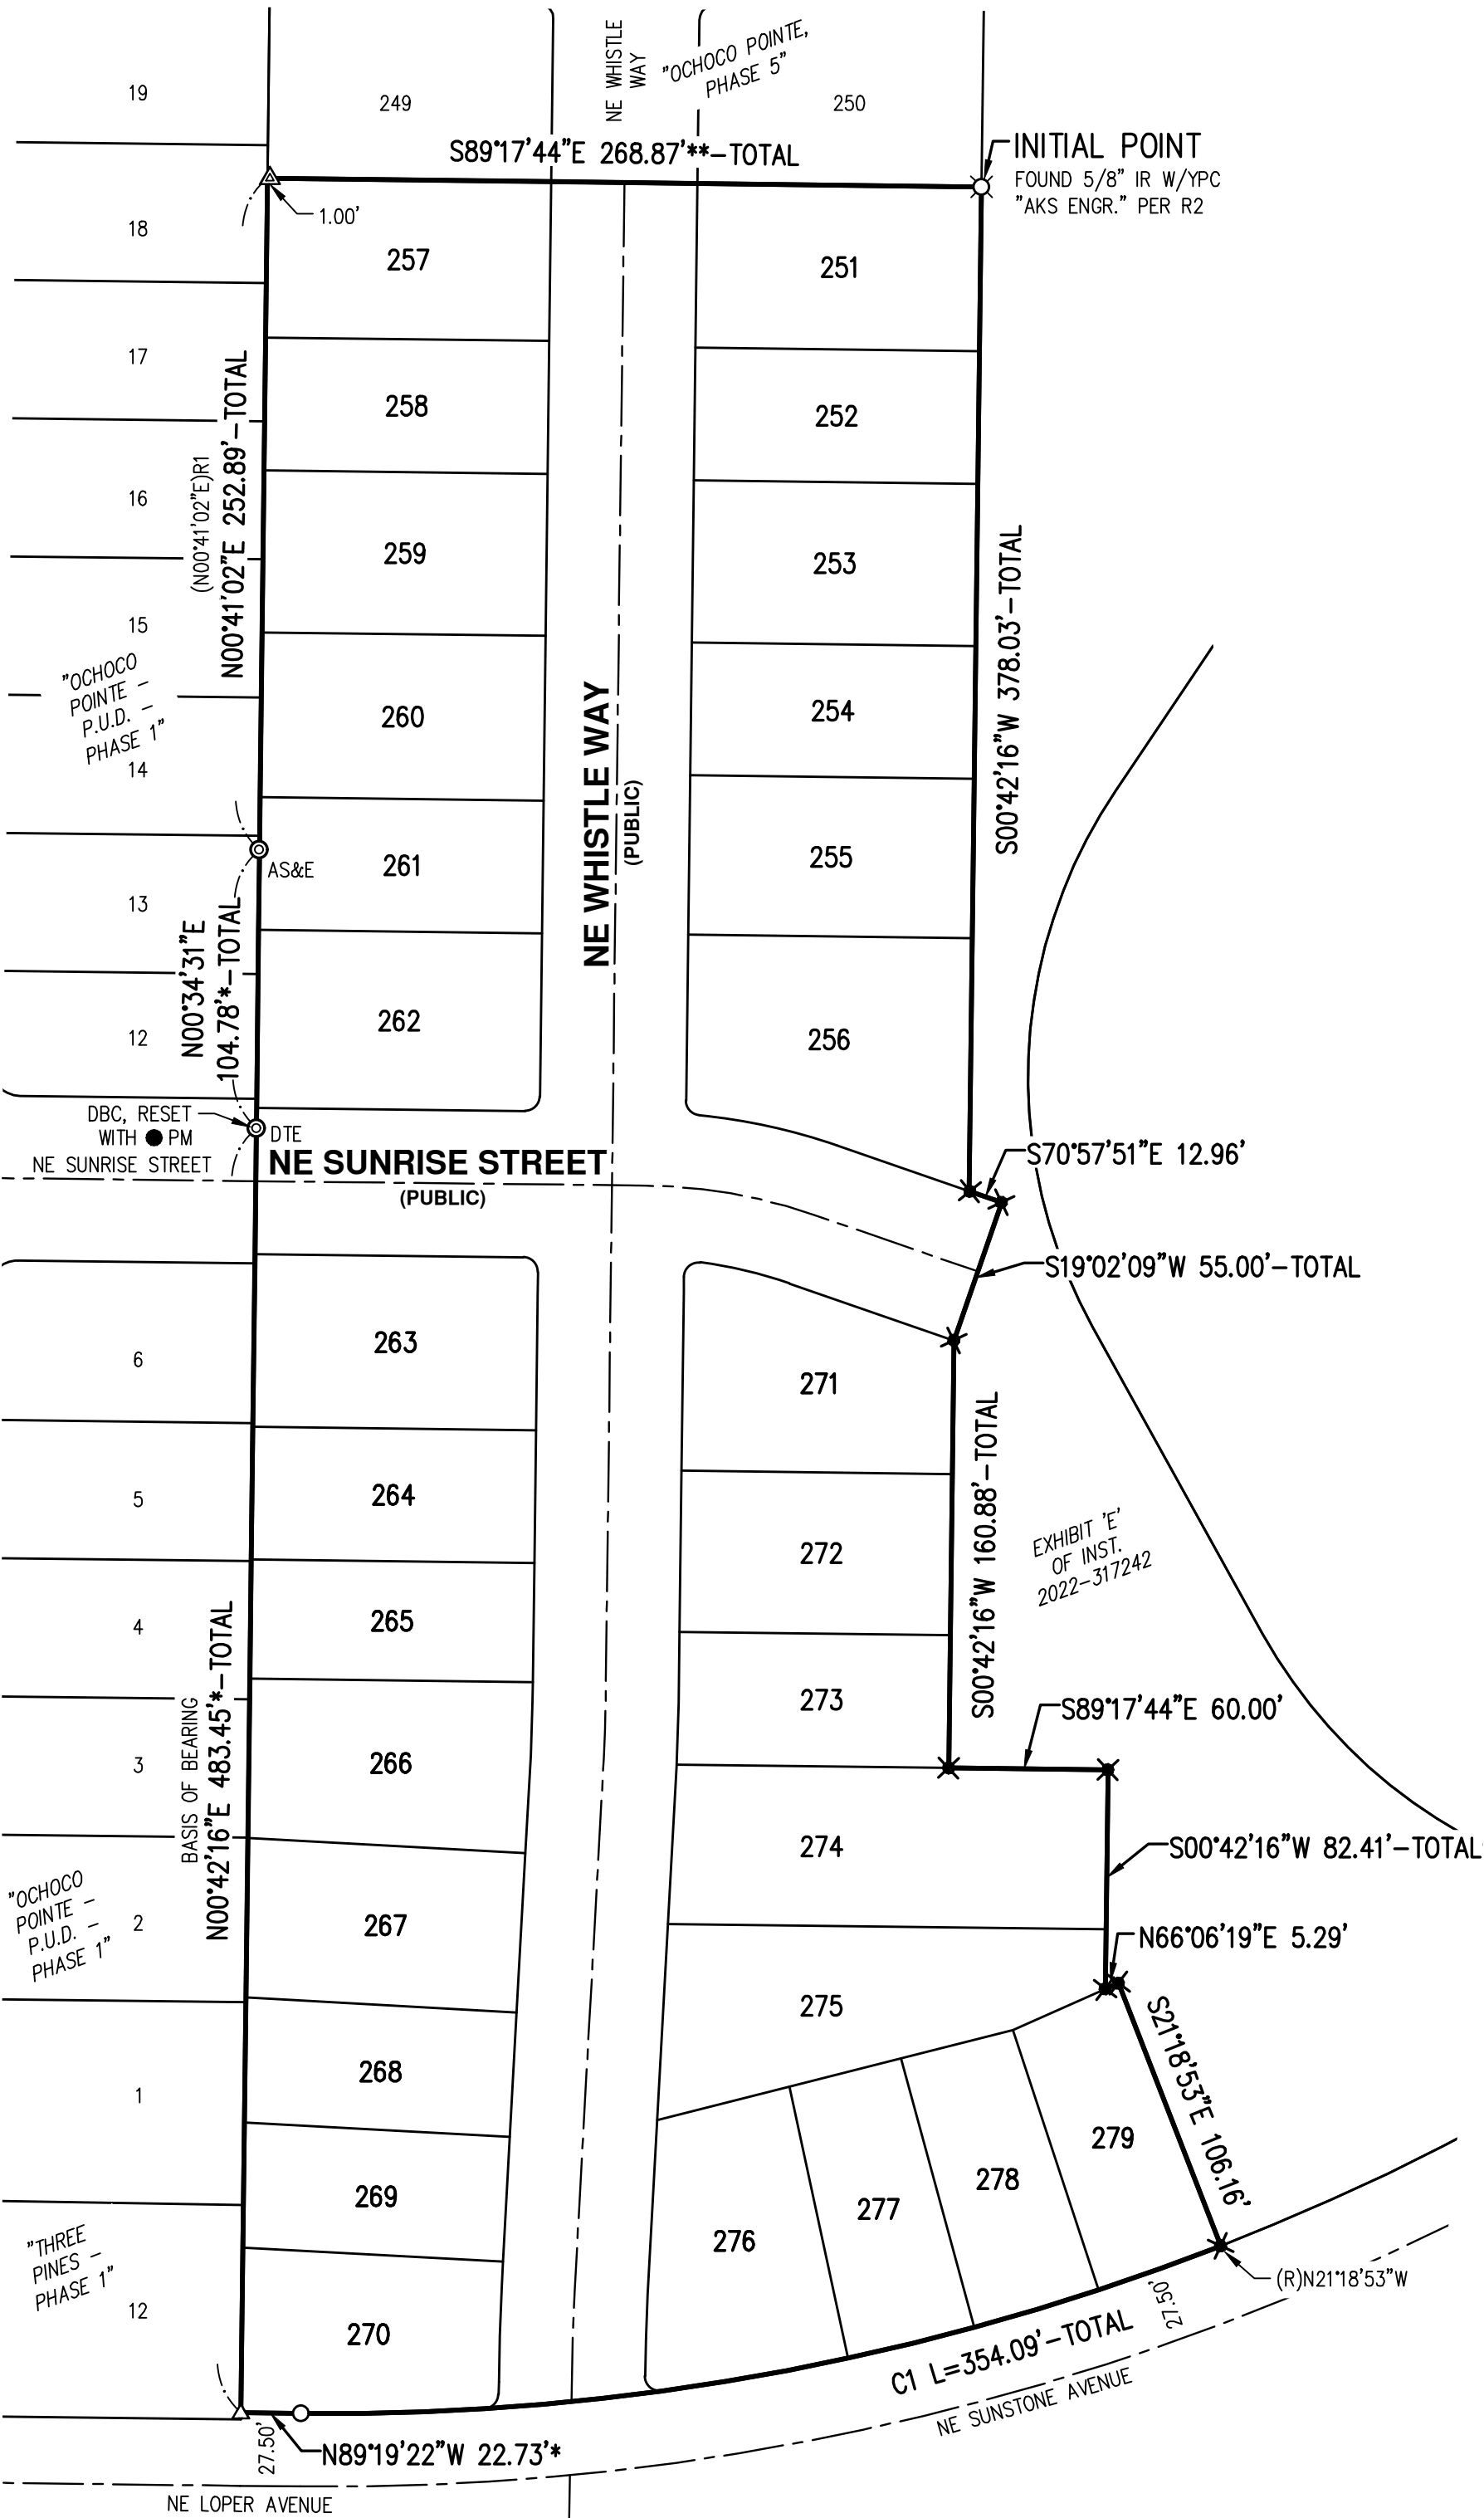 NE WHISTLE
WAY
"OCHOCO POINTE,
PHASE 5"
19
249
250
S89°17'44"E 268.87'**-TOTAL
INITIAL POINT
FOUND 5/8" IR W/YPC
"AKS ENGR." PER R2
1.00'
18
257
251
17
258
252
(N00°41'02"E)R1
N00°41'02"E 252.89'-TOTAL
16
259
253
S00°42'16"W 378.03'-TOTAL
15
"OCHOCO
POINTE -
P.U.D. -
PHASE 1"
260
254
14
NE WHISTLE WAY
(PUBLIC)
AS&E
261
255
13
N00°34'31"E
104.78'*-TOTAL
12
262
256
DBC, RESET
WITH ● PM
DTE
NE SUNRISE STREET
NE SUNRISE STREET
(PUBLIC)
S70°57'51"E 12.96'
S19°02'09"W 55.00'-TOTAL
6
263
271
5
264
272
S00°42'16"W 160.88'-TOTAL
EXHIBIT 'E'
OF INST.
2022-317242
4
265
273
BASIS OF BEARING
N00°42'16"E 483.45'*-TOTAL
S89°17'44"E 60.00'
3
266
274
S00°42'16"W 82.41'-TOTAL
"OCHOCO
POINTE -
P.U.D. -
PHASE 1"
2
267
N66°06'19"E 5.29'
275
S21°18'53"E 106.16'
1
268
279
269
278
277
276
"THREE
PINES -
PHASE 1"
12
270
(R)N21°18'53"W
27.50'
C1 L=354.09'-TOTAL
NE SUNSTONE AVENUE
27.50'
N89°19'22"W 22.73'*
NE LOPER AVENUE